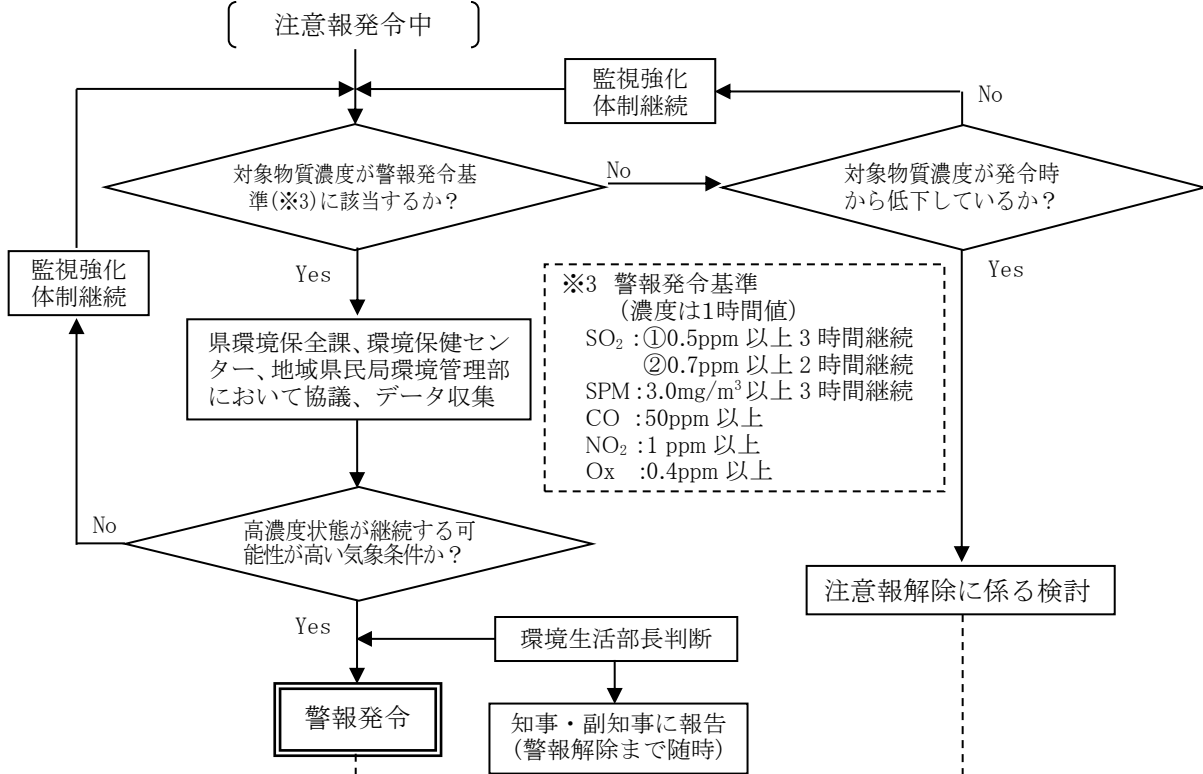 注意報発令中
監視強化
体制継続
No
対象物質濃度が警報発令基
準(※3)に該当するか？
No
対象物質濃度が発令時
から低下しているか？
監視強化
体制継続
Yes
Yes
※3 警報発令基準
(濃度は1時間値)
SO₂:①0.5ppm 以上 3 時間継続
②0.7ppm 以上 2 時間継続
SPM:3.0mg/m³以上 3 時間継続
CO :50ppm 以上
NO₂:1 ppm 以上
Ox :0.4ppm 以上
県環境保全課、環境保健セン
ター、地域県民局環境管理部
において協議、データ収集
No
高濃度状態が継続する可
能性が高い気象条件か？
注意報解除に係る検討
Yes
環境生活部長判断
警報発令
知事・副知事に報告
(警報解除まで随時)